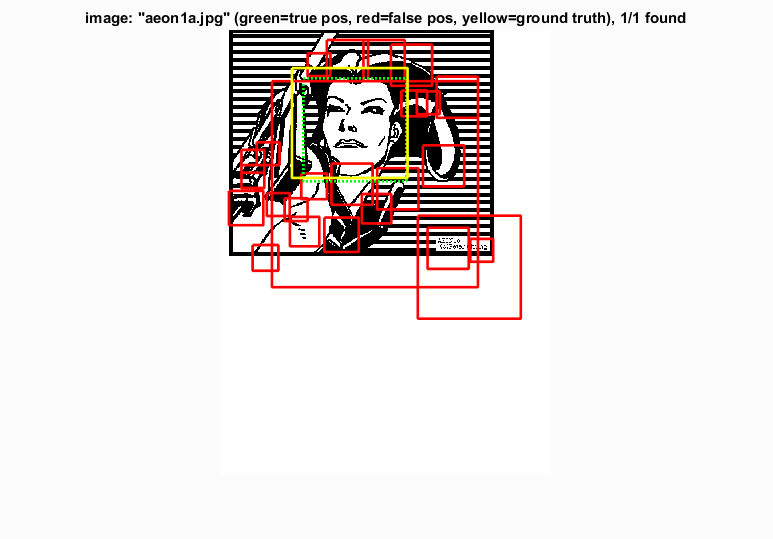 image: "aeon1a.jpg" (green=true pos, red=false pos, yellow=ground truth), 1/1 found